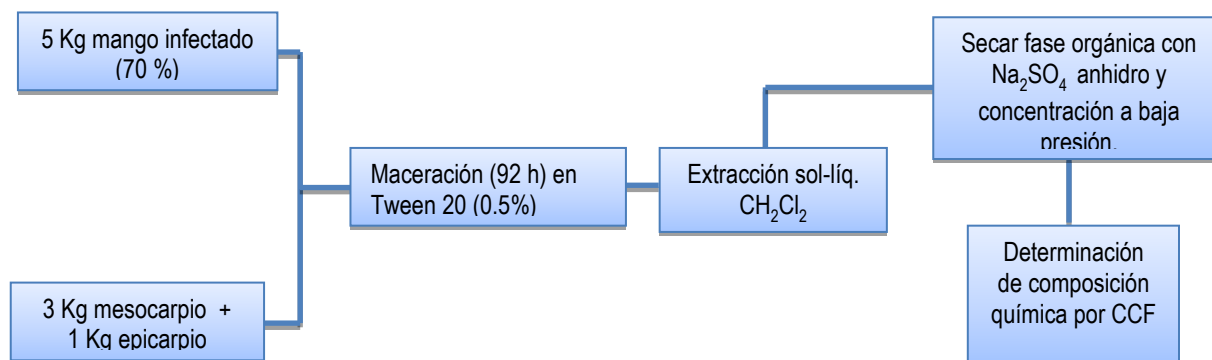 5 Kg mango infectado
(70 %)
3 Kg mesocarpio +
1 Kg epicarpio
Maceración (92 h) en
Tween 20 (0.5%)
Extracción sol-líq.
CH₂Cl₂
Secar fase orgánica con
Na₂SO₄ anhidro y
concentración a baja
presión.
Determinación
de composición
química por CCF